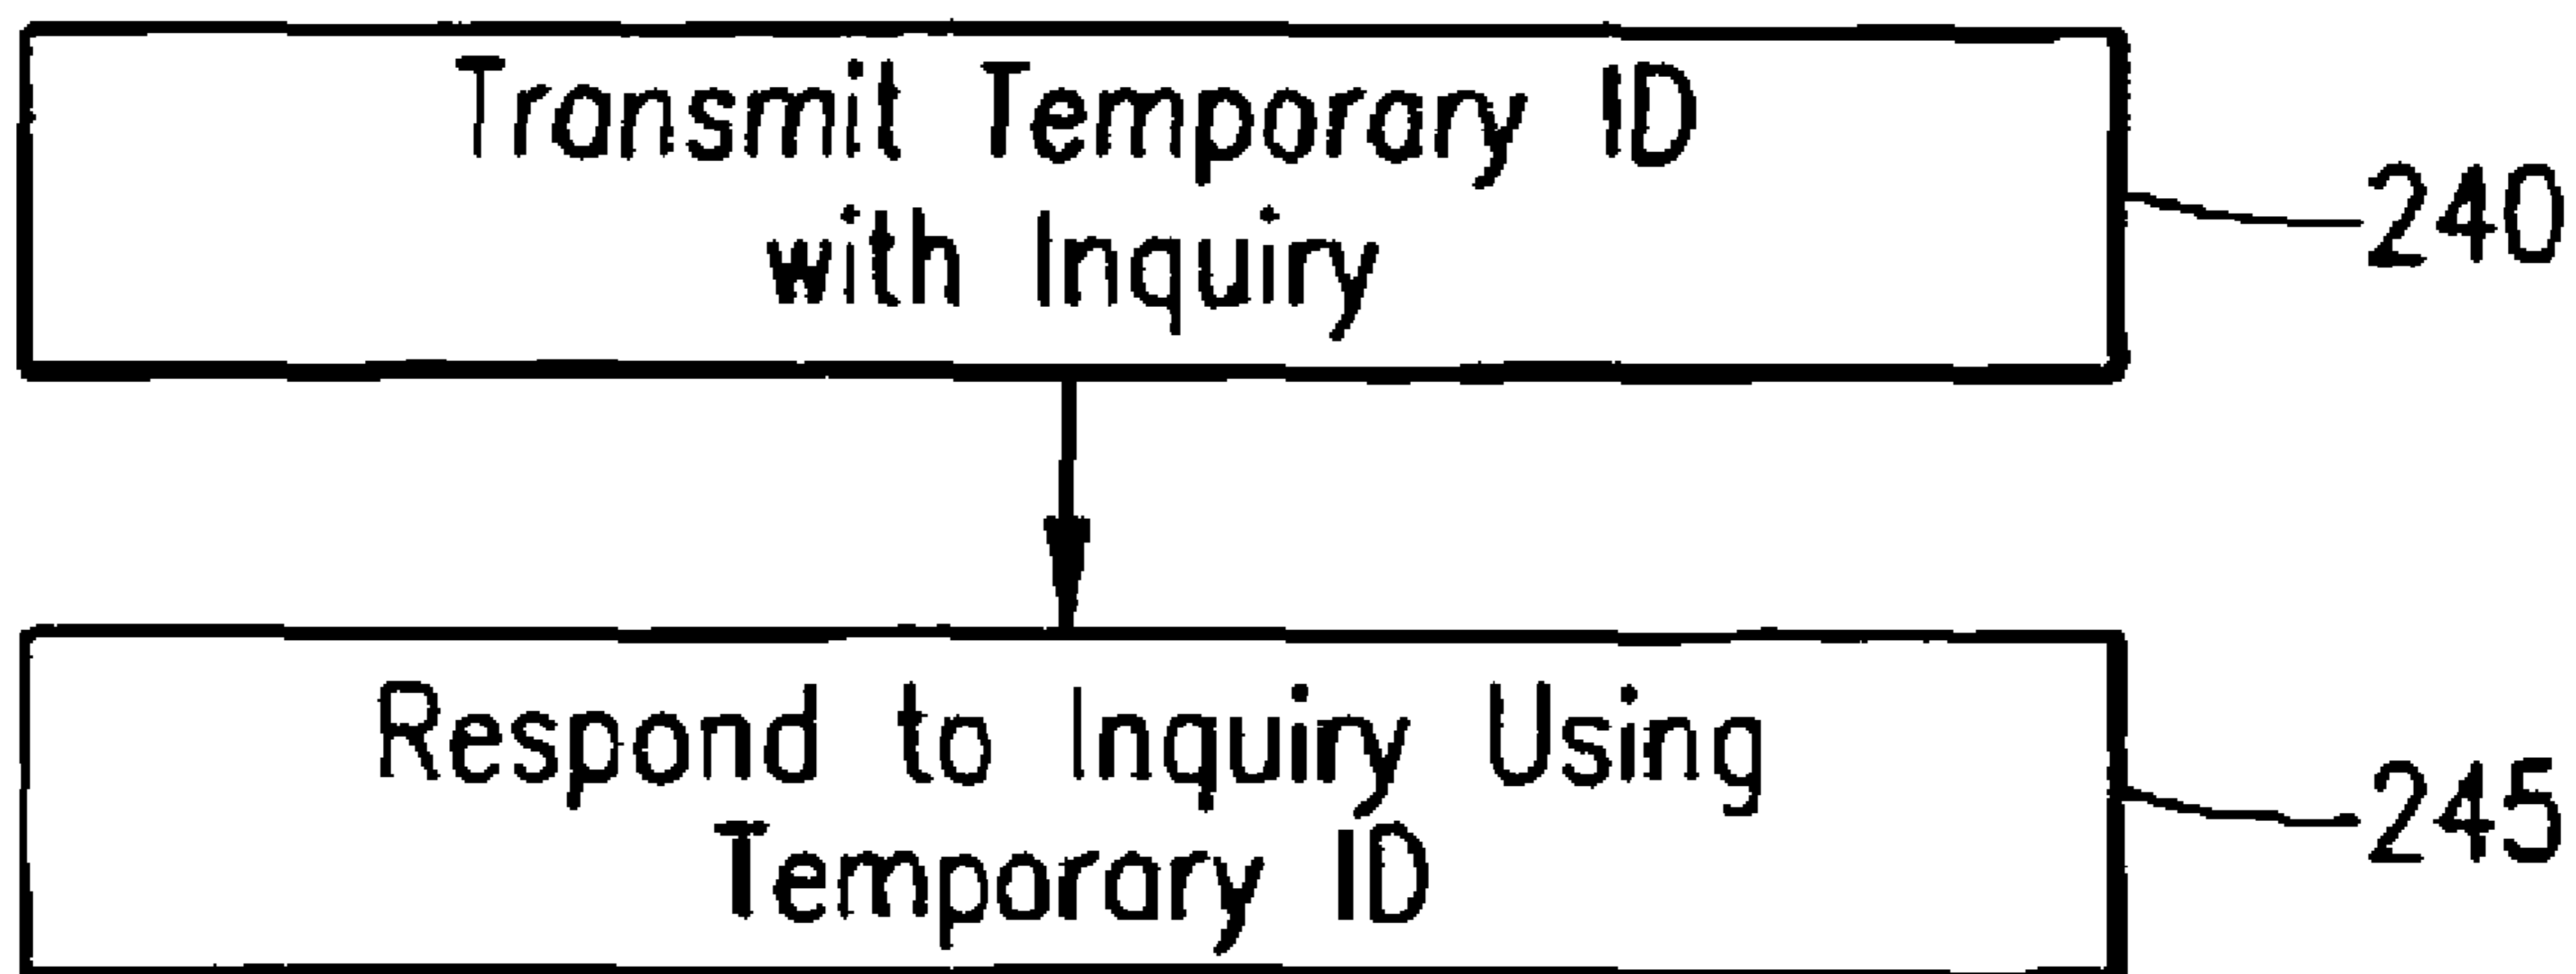 Transmit Temporary ID
with Inquiry
240
Respond to Inquiry Using
Temporary ID
245